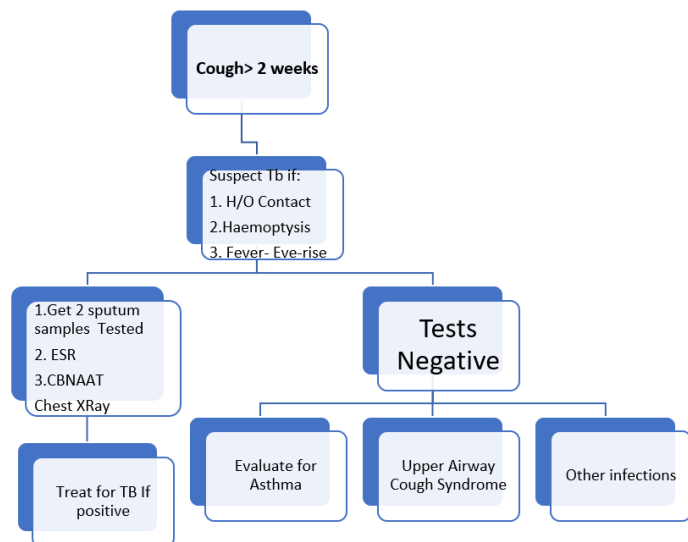 Cough> 2 weeks
Suspect Tb if:
1. H/O Contact
2.Haemoptysis
3. Fever- Eve-rise
1.Get 2 sputum
samples Tested
2. ESR
3.CBNAAT
Chest XRay
Tests
Negative
Treat for TB If
positive
Evaluate for
Asthma
Upper Airway
Cough Syndrome
Other infections